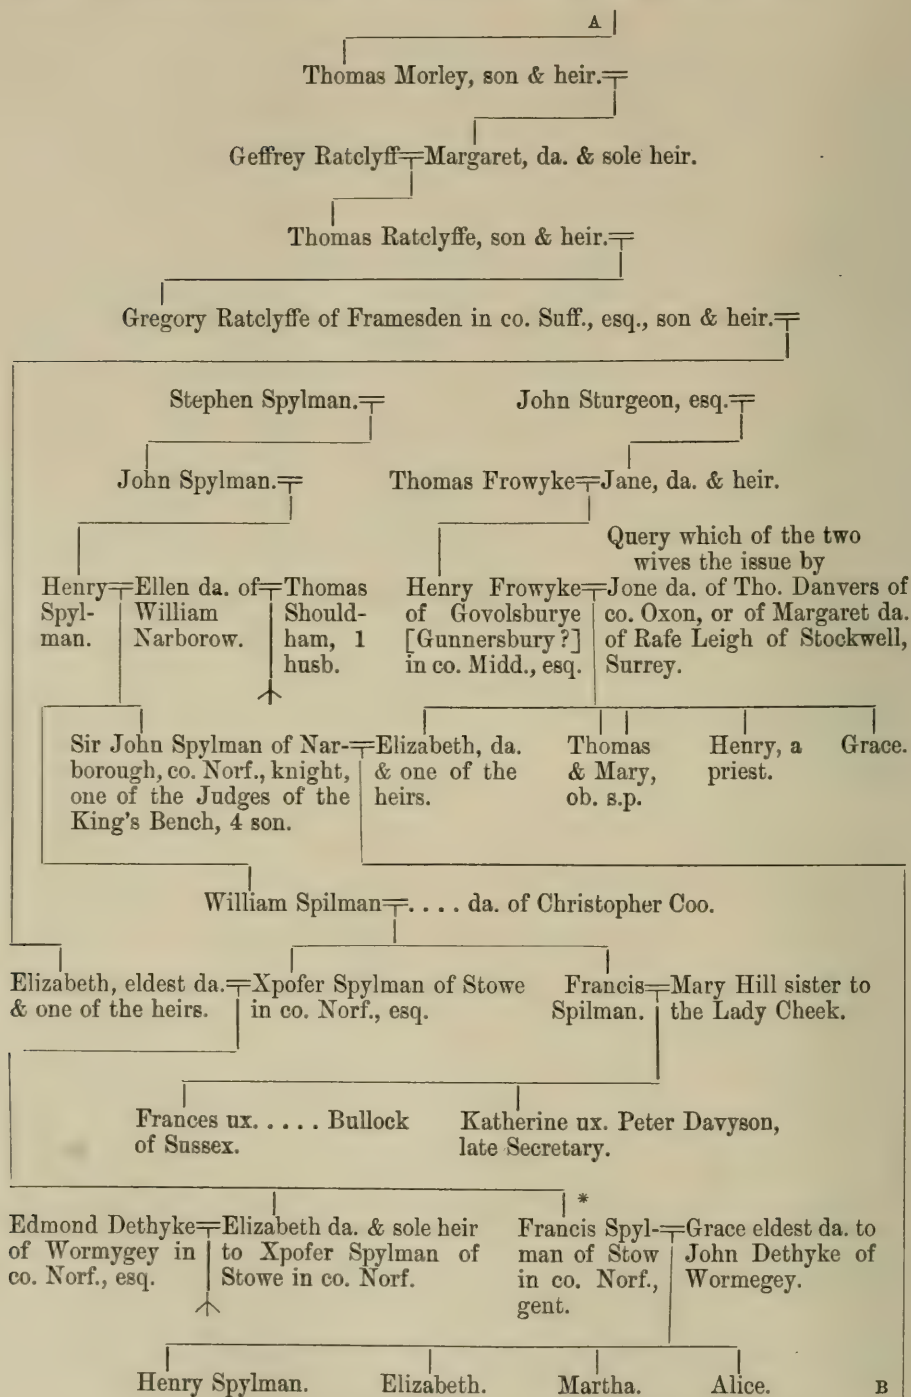 A
Thomas Morley, son & heir.
Geffrey Ratclyff=Margaret, da. & sole heir.
Thomas Ratclyffe, son & heir.
Gregory Ratclyffe of Framesden in co. Suff., esq., son & heir.
Stephen Spylman.
John Sturgeon, esq.
John Spylman.
Thomas Frowyke=Jane, da. & heir.
Query which of the two
wives the issue by
Henry
Spyl-
man.
Ellen da. of
William
Narborow.
Thomas
Should-
ham, 1
husb.
Henry Frowyke
of Govolsburye
[Gunnersbury?]
in co. Midd., esq.
Jone da. of Tho. Danvers of
co. Oxon, or of Margaret da.
of Rafe Leigh of Stockwell,
Surrey.
Sir John Spylman of Nar-
borough, co. Norf., knight,
one of the Judges of the
King's Bench, 4 son.
Elizabeth, da.
& one of the
heirs.
Thomas
& Mary,
ob. s.p.
Henry, a
priest.
Grace.
William Spilman=. . . . da. of Christopher Coo.
Elizabeth, eldest da.
& one of the heirs.
Xpofer Spylman of Stowe
in co. Norf., esq.
Francis
Spilman.
Mary Hill sister to
the Lady Cheek.
Frances ux. . . . . Bullock
of Sussex.
Katherine ux. Peter Davyson,
late Secretary.
*
Edmond Dethyke
of Wormygey in
co. Norf., esq.
Elizabeth da. & sole heir
to Xpofer Spylman of
Stowe in co. Norf.
Francis Spyl-
man of Stow
in co. Norf.,
gent.
Grace eldest da. to
John Dethyke of
Wormegey.
Henry Spylman.
Elizabeth.
Martha.
Alice.
B